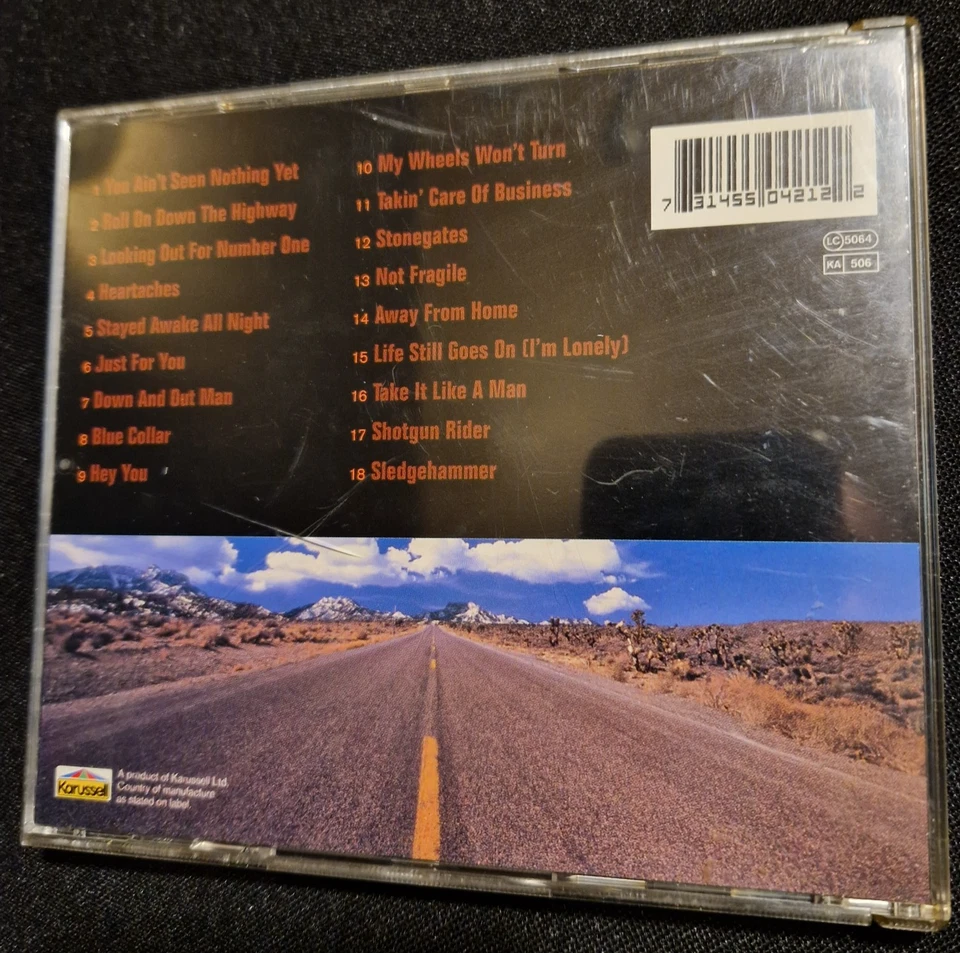 1 You Ain't Seen Nothing Yet
2 Roll On Down The Highway
3 Looking Out For Number One
4 Heartaches
5 Stayed Awake All Night
6 Just For You
7 Down And Out Man
8 Blue Collar
9 Hey You
10 My Wheels Won't Turn
11 Takin' Care Of Business
12 Stonegates
13 Not Fragile
14 Away From Home
15 Life Still Goes On (I'm Lonely)
16 Take It Like A Man
17 Shotgun Rider
18 Sledgehammer
7 31455 04212 2
LC 5064
KA 506
Karussell
A product of Karussell Ltd.
Country of manufacture
as stated on label.